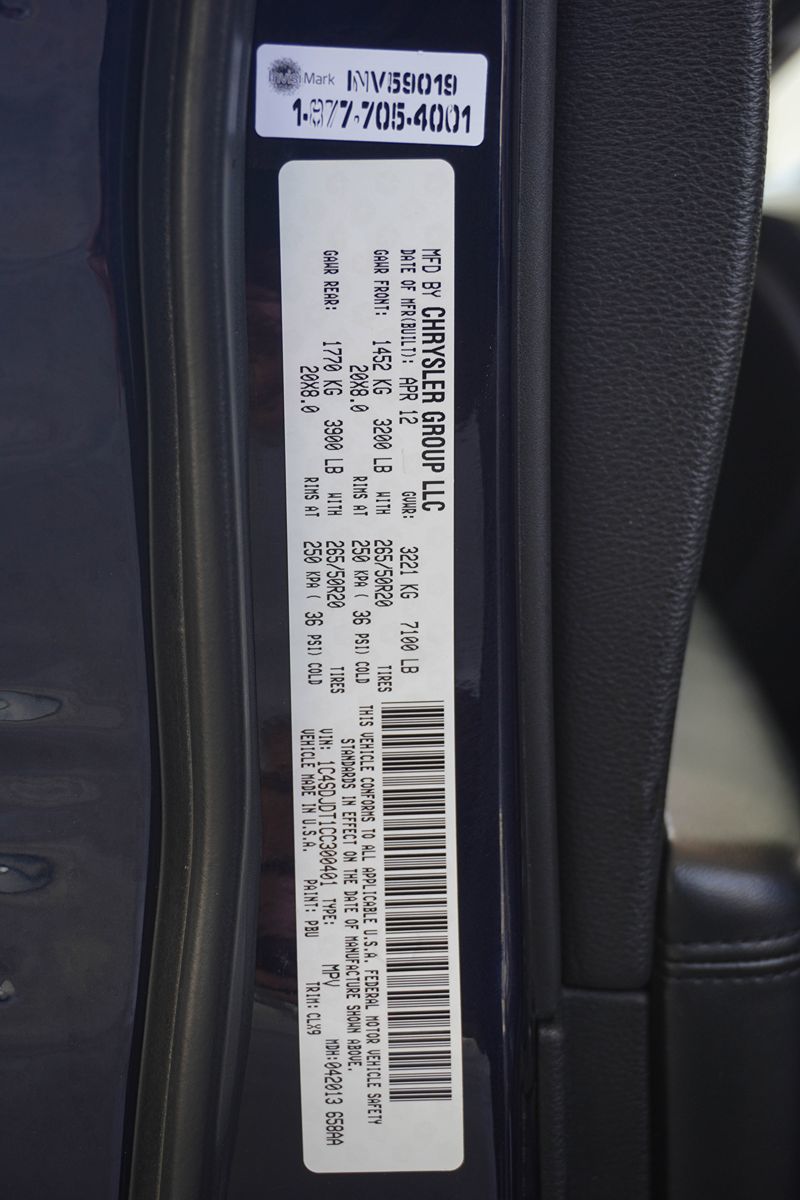 IVIS Mark INV59019
1-877-705-4001
MFD BY CHRYSLER GROUP LLC
DATE OF MFR(BUILT): APR 12 GVWR: 3221 KG 7100 LB
GAWR FRONT: 1452 KG 3200 LB WITH 265/50R20 TIRES
20X8.0 RIMS AT 250 KPA ( 36 PSI) COLD
GAWR REAR: 1770 KG 3900 LB WITH 265/50R20 TIRES
20X8.0 RIMS AT 250 KPA ( 36 PSI) COLD
THIS VEHICLE CONFORMS TO ALL APPLICABLE U.S.A. FEDERAL MOTOR VEHICLE SAFETY
STANDARDS IN EFFECT ON THE DATE OF MANUFACTURE SHOWN ABOVE.
VIN: 1C4SDJDT1CC300401 TYPE: MPV MDH:042013 658AA
VEHICLE MADE IN U.S.A. PAINT: PBU TRIM: CLX9